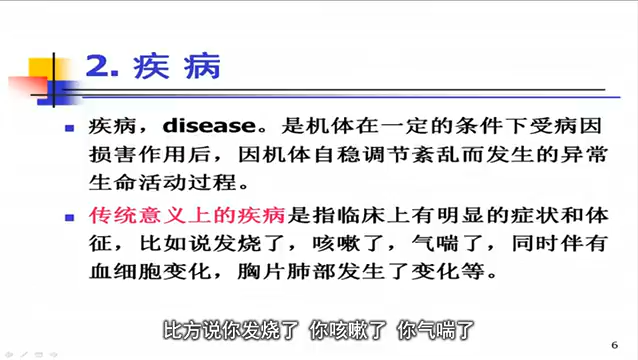 2. 疾病
疾病，disease。是机体在一定的条件下受病因
损害作用后，因机体自稳调节紊乱而发生的异常
生命活动过程。
传统意义上的疾病是指临床上有明显的症状和体
征，比如说发烧了，咳嗽了，气喘了，同时伴有
血细胞变化，胸片肺部发生了变化等。
比方说你发烧了 你咳嗽了 你气喘了
6